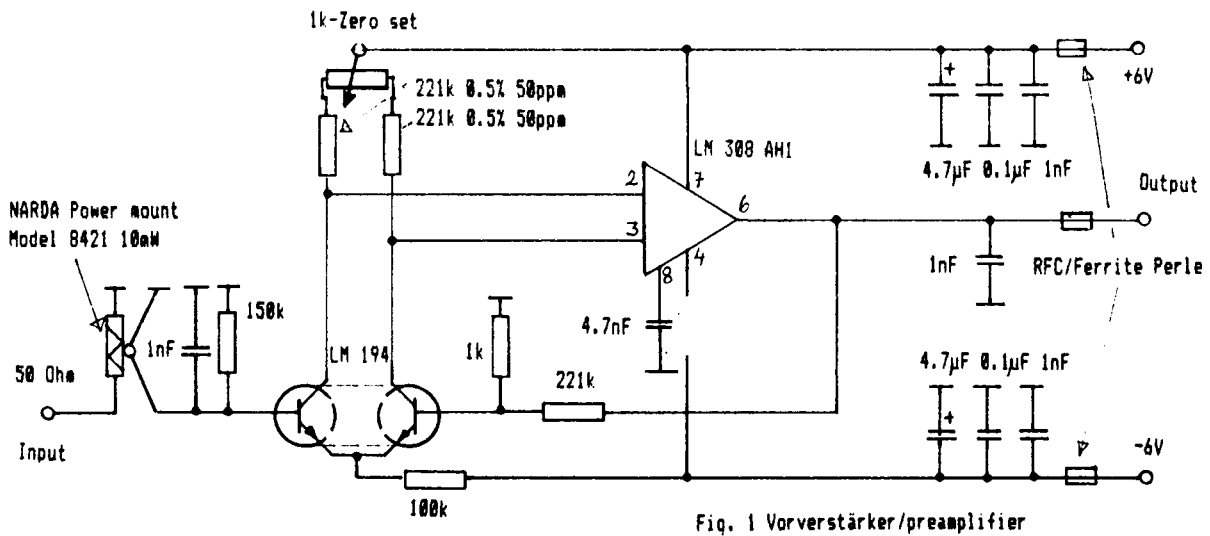 1k-Zero set
221k 0.5% 50ppm
221k 0.5% 50ppm
+
+6V
LM 308 AH1
4.7µF 0.1µF 1nF
2
7
Output
NARDA Power mount
Model 8421 10mW
6
3
4
8
1nF
RFC/Ferrite Perle
150k
4.7nF
1nF
LM 194
1k
4.7µF 0.1µF 1nF
50 Ohm
221k
+
Input
-6V
100k
Fig. 1 Vorverstärker/preamplifier